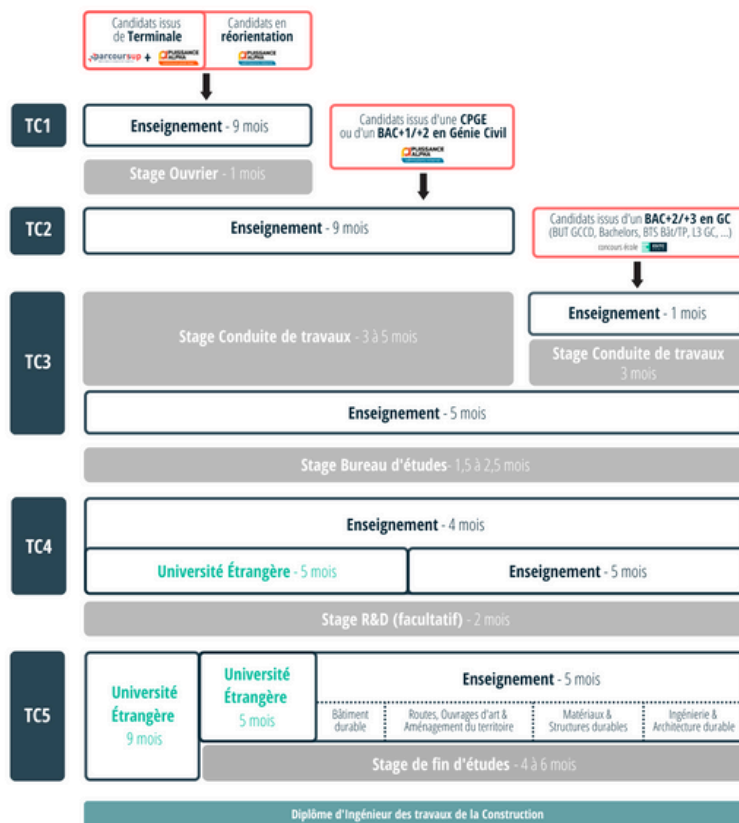 Candidats issus
de Terminale
parcoursup + PUISSANCE ALPHA
Candidats en
réorientation
PUISSANCE ALPHA
TC1
Enseignement - 9 mois
Stage Ouvrier - 1 mois
Candidats issus d'une CPGE
ou d'un BAC+1/+2 en Génie Civil
PUISSANCE ALPHA
TC2
Enseignement - 9 mois
Candidats issus d'un BAC+2/+3 en GC
(BUT GCCD, Bachelors, BTS Bât/TP, L3 GC, ...)
concours école
TC3
Stage Conduite de travaux - 3 à 5 mois
Enseignement - 1 mois
Stage Conduite de travaux
3 mois
Enseignement - 5 mois
Stage Bureau d'études - 1,5 à 2,5 mois
TC4
Enseignement - 4 mois
Université Étrangère - 5 mois
Enseignement - 5 mois
Stage R&D (facultatif) - 2 mois
TC5
Université
Étrangère
9 mois
Université
Étrangère
5 mois
Enseignement - 5 mois
Bâtiment
durable
Routes, Ouvrages d'art &
Aménagement du territoire
Matériaux &
Structures durables
Ingénierie &
Architecture durable
Stage de fin d'études - 4 à 6 mois
Diplôme d'Ingénieur des travaux de la Construction